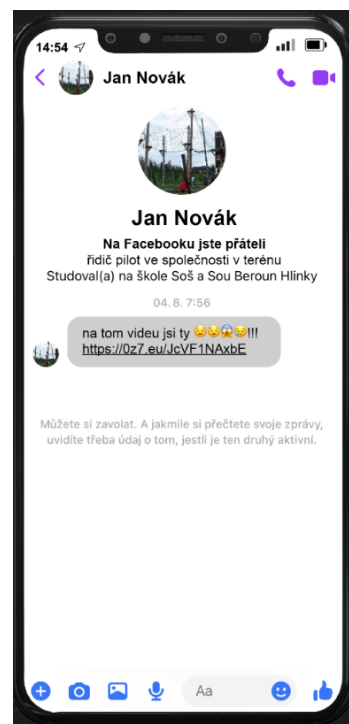 14:54
Jan Novák
Jan Novák
Na Facebooku jste přáteli
řidič pilot ve společnosti v terénu
Studoval(a) na škole Soš a Sou Beroun Hlinky
04. 8. 7:56
na tom videu jsi ty 😟😟😱😟!!!
https://0z7.eu/JcVF1NAxbE
Můžete si zavolat. A jakmile si přečtete svoje zprávy,
uvidíte třeba údaj o tom, jestli je ten druhý aktivní.
Aa